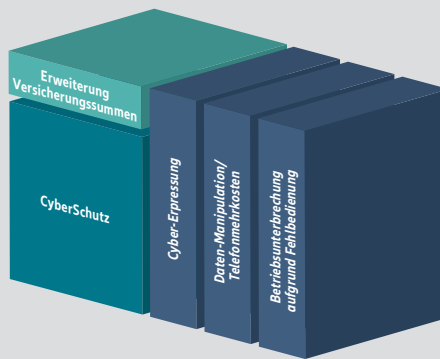 Erweiterung
Versicherungssummen
CyberSchutz
Cyber-Erpressung
Daten-Manipulation/
Telefonmehrkosten
Betriebsunterbrechung
aufgrund Fehlbedienung